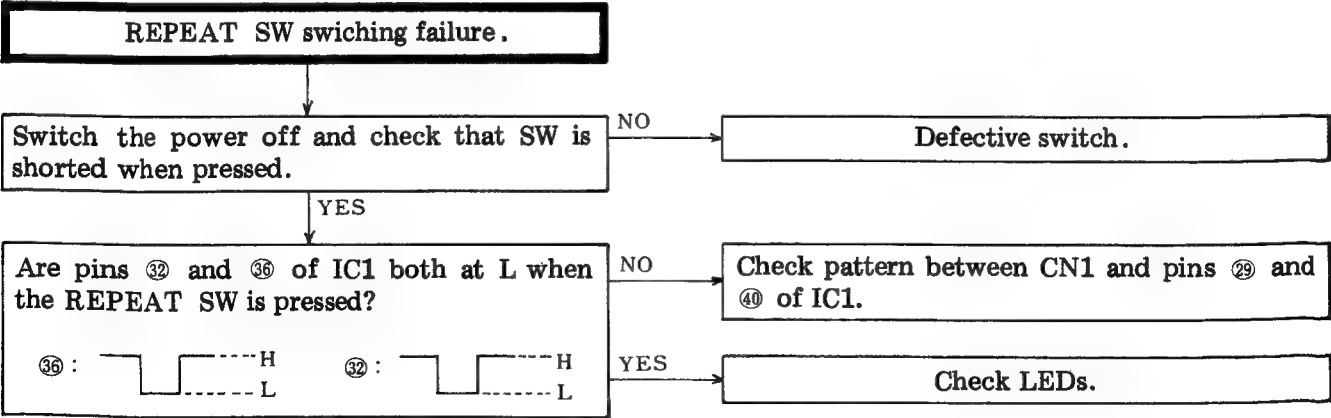 REPEAT SW swiching failure.
Switch the power off and check that SW is
shorted when pressed.
NO
Defective switch.
YES
Are pins ㉜ and ㊱ of IC1 both at L when
the REPEAT SW is pressed?
㊱ : H
L
㉜ : H
L
NO
Check pattern between CN1 and pins ㉙ and
㊵ of IC1.
YES
Check LEDs.